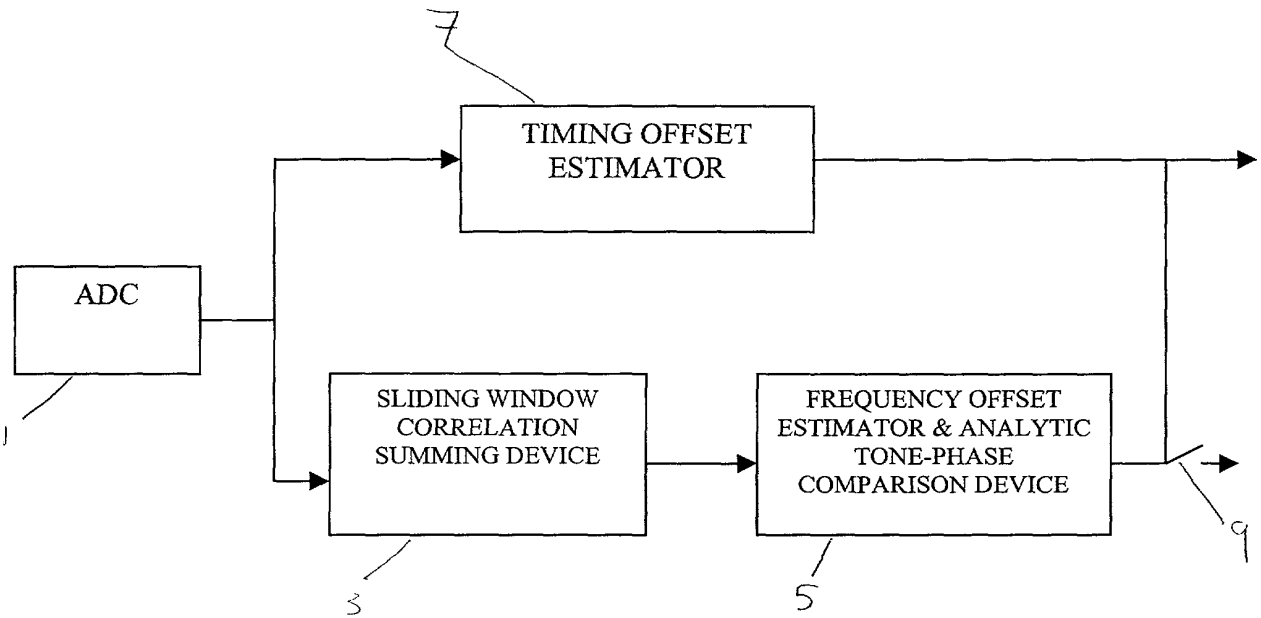 7
TIMING OFFSET
ESTIMATOR
ADC
1
SLIDING WINDOW
CORRELATION
SUMMING DEVICE
3
FREQUENCY OFFSET
ESTIMATOR & ANALYTIC
TONE-PHASE
COMPARISON DEVICE
5
9